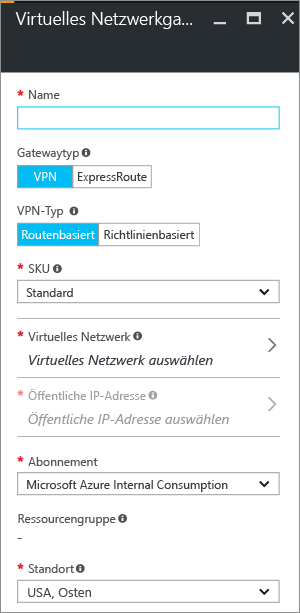 Virtuelles Netzwerkga...
* Name
Gatewaytyp
VPN ExpressRoute
VPN-Typ
Routenbasiert Richtlinienbasiert
* SKU
Standard
* Virtuelles Netzwerk
Virtuelles Netzwerk auswählen
* Öffentliche IP-Adresse
Öffentliche IP-Adresse auswählen
* Abonnement
Microsoft Azure Internal Consumption
Ressourcengruppe
-
* Standort
USA, Osten